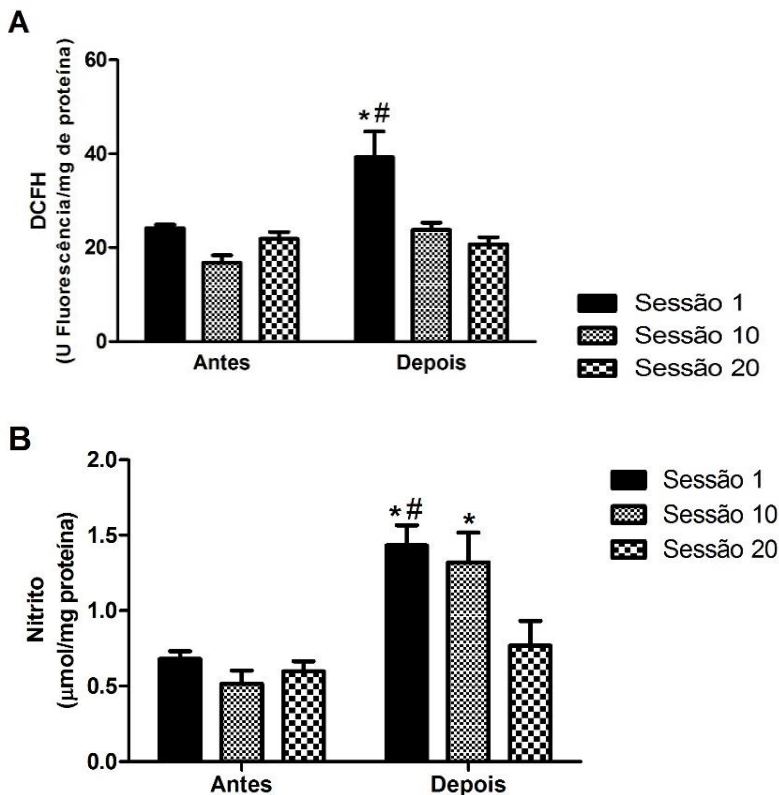 A
DCFH
(U Fluorescência/mg de proteína)
60
40
20
0
*#
Antes
Depois
Sessão 1
Sessão 10
Sessão 20
B
Nitrito
(μmol/mg proteína)
2.0
1.5
1.0
0.5
0.0
*#
*
Antes
Depois
Sessão 1
Sessão 10
Sessão 20